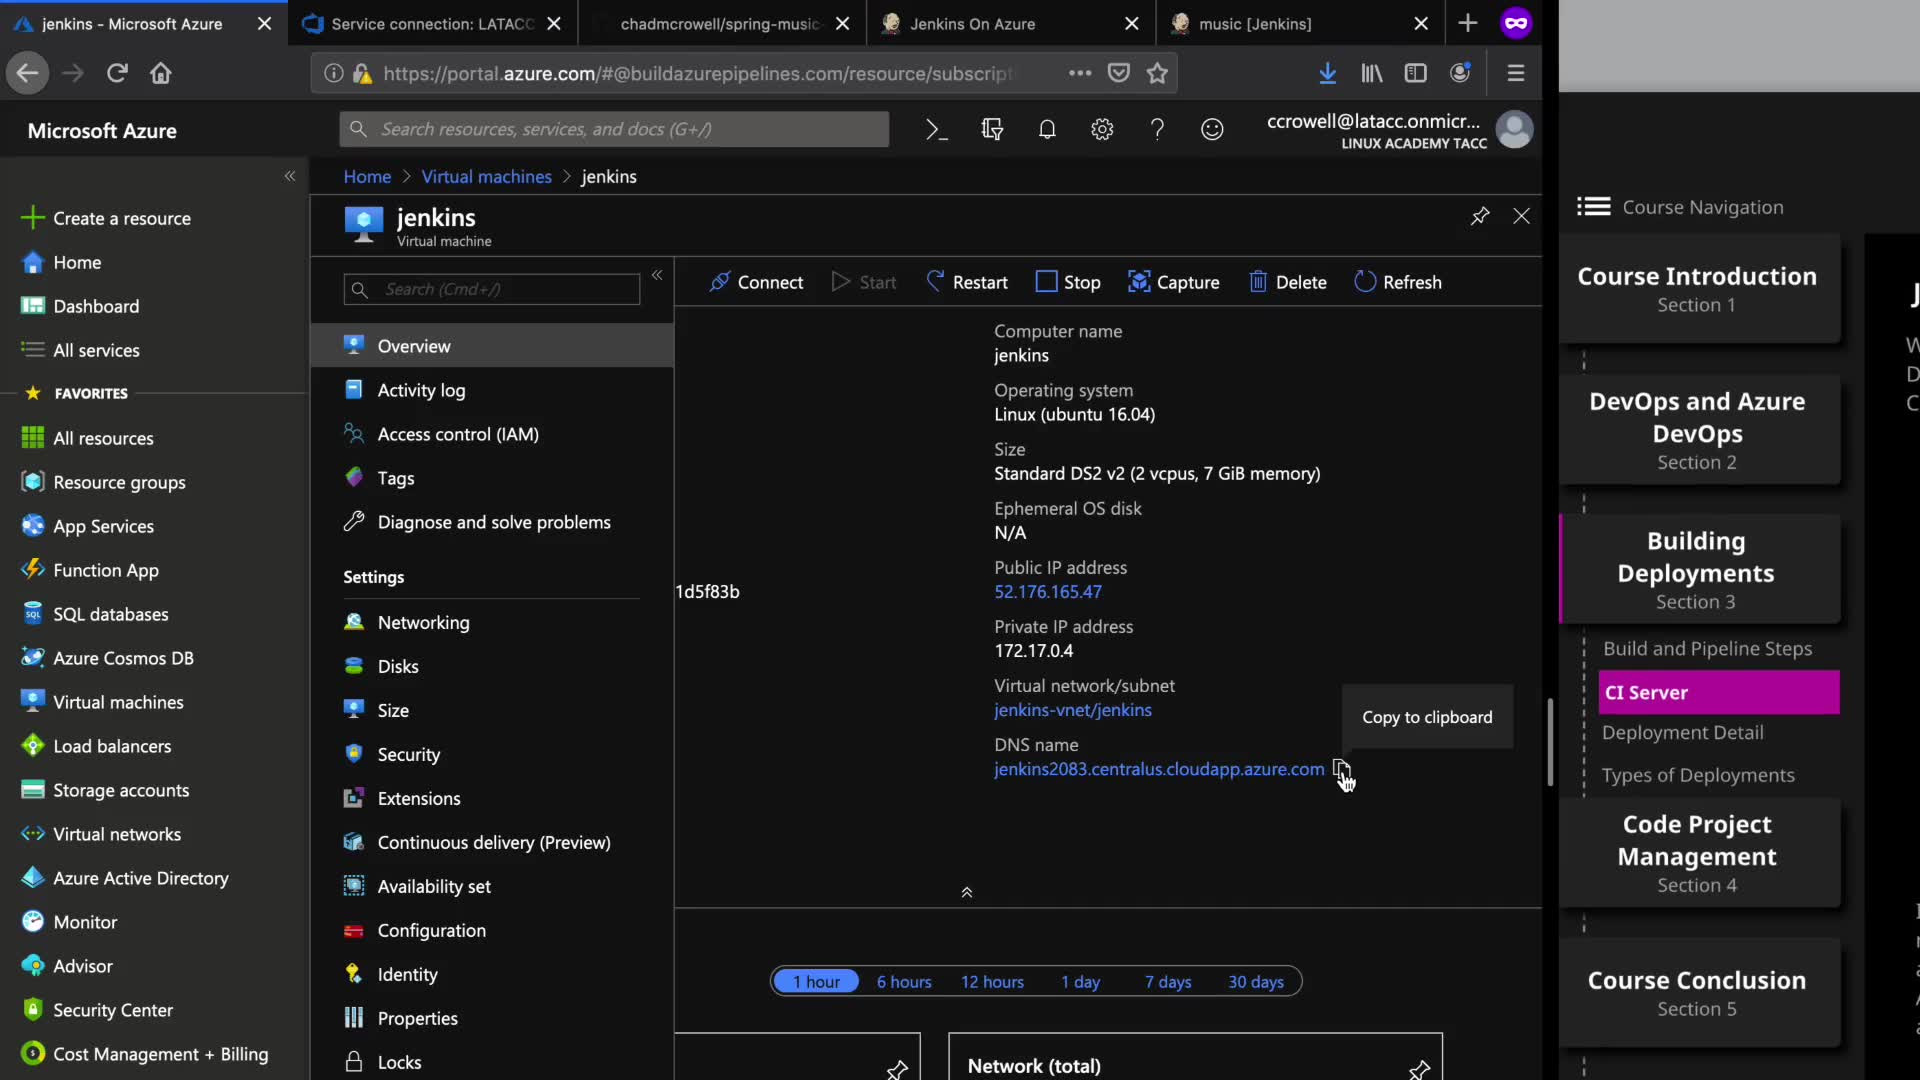 jenkins - Microsoft Azure
Service connection: LATACC
chadmcrowell/spring-music
Jenkins On Azure
music [Jenkins]
https://portal.azure.com/#@buildazurepipelines.com/resource/subscript
Microsoft Azure
Search resources, services, and docs (G+/)
ccrowell@latacc.onmicr...
LINUX ACADEMY TACC
Create a resource
Home
Dashboard
All services
FAVORITES
All resources
Resource groups
App Services
Function App
SQL databases
Azure Cosmos DB
Virtual machines
Load balancers
Storage accounts
Virtual networks
Azure Active Directory
Monitor
Advisor
Security Center
Cost Management + Billing
Home > Virtual machines > jenkins
jenkins
Virtual machine
Search (Cmd+/)
Overview
Activity log
Access control (IAM)
Tags
Diagnose and solve problems
Settings
Networking
Disks
Size
Security
Extensions
Continuous delivery (Preview)
Availability set
Configuration
Identity
Properties
Locks
Connect
Start
Restart
Stop
Capture
Delete
Refresh
1d5f83b
Computer name
jenkins
Operating system
Linux (ubuntu 16.04)
Size
Standard DS2 v2 (2 vcpus, 7 GiB memory)
Ephemeral OS disk
N/A
Public IP address
52.176.165.47
Private IP address
172.17.0.4
Virtual network/subnet
jenkins-vnet/jenkins
DNS name
jenkins2083.centralus.cloudapp.azure.com
Copy to clipboard
1 hour
6 hours
12 hours
1 day
7 days
30 days
Network (total)
Course Navigation
Course Introduction
Section 1
DevOps and Azure
DevOps
Section 2
Building
Deployments
Section 3
Build and Pipeline Steps
CI Server
Deployment Detail
Types of Deployments
Code Project
Management
Section 4
Course Conclusion
Section 5